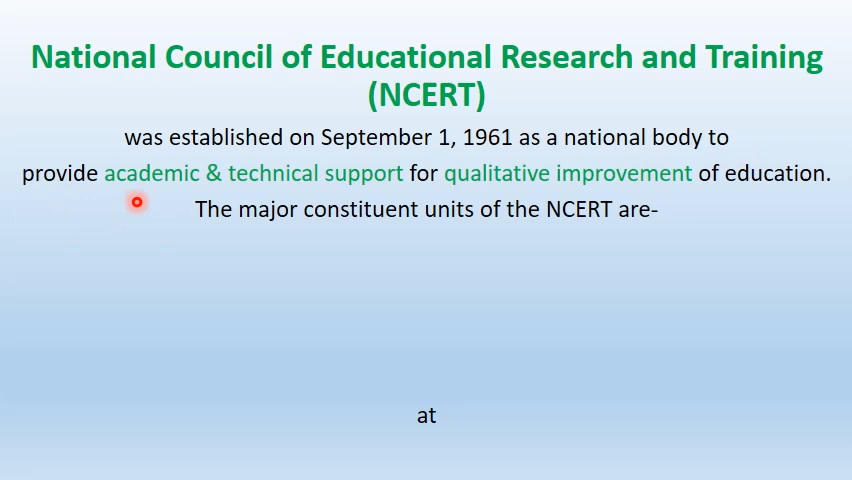 National Council of Educational Research and Training
(NCERT)
was established on September 1, 1961 as a national body to
provide academic & technical support for qualitative improvement of education.
The major constituent units of the NCERT are-
at